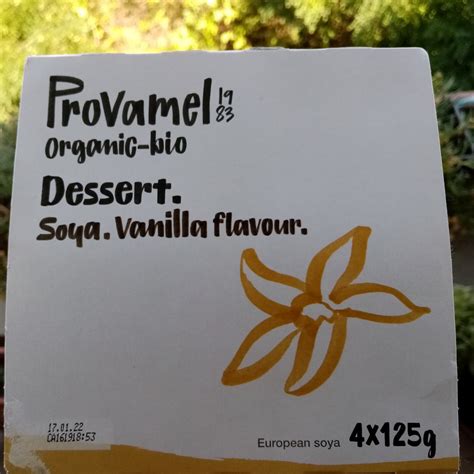 Provamel 19 83
organic-bio
Dessert.
Soya. Vanilla flavour.
17.01.22
CA161918:53
European soya 4x125g